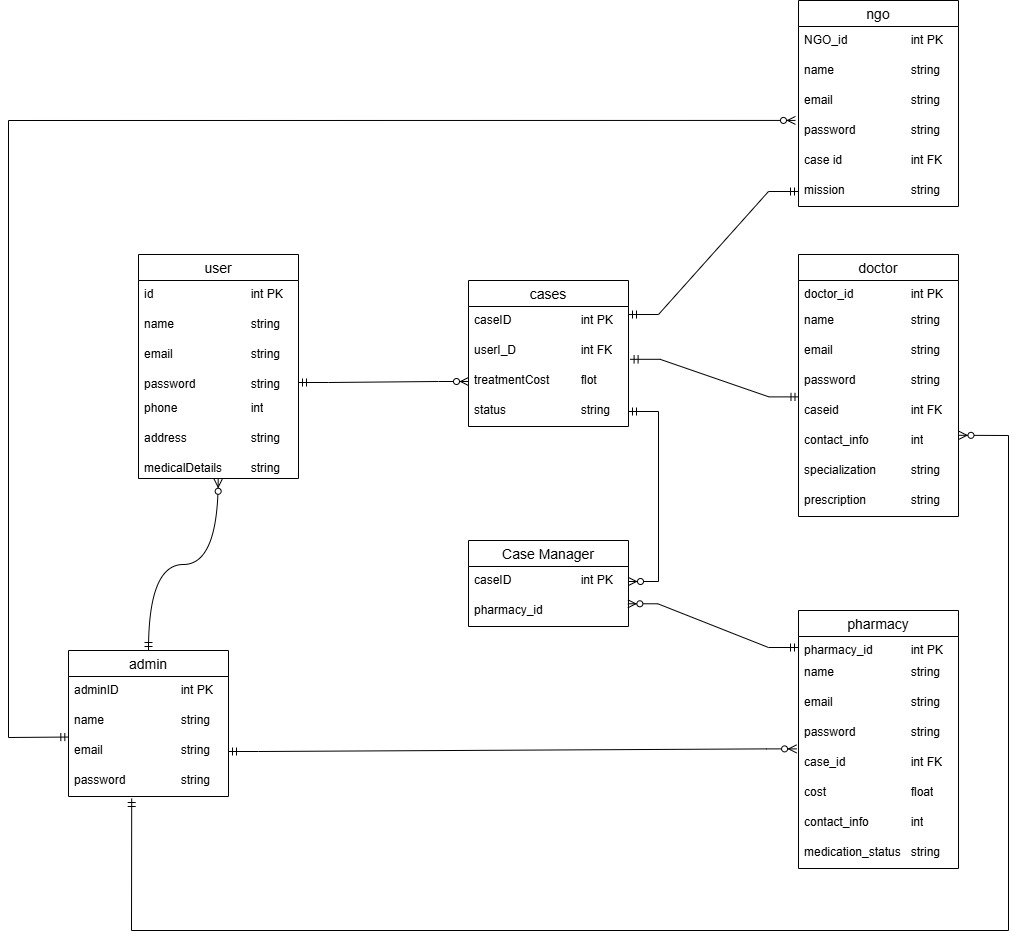 ngo
NGO_id int PK
name string
email string
password string
case id int FK
mission string
user
id int PK
name string
email string
password string
phone int
address string
medicalDetails string
cases
caseID int PK
userI_D int FK
treatmentCost flot
status string
doctor
doctor_id int PK
name string
email string
password string
caseid int FK
contact_info int
specialization string
prescription string
Case Manager
caseID int PK
pharmacy_id
admin
adminID int PK
name string
email string
password string
pharmacy
pharmacy_id int PK
name string
email string
password string
case_id int FK
cost float
contact_info int
medication_status string